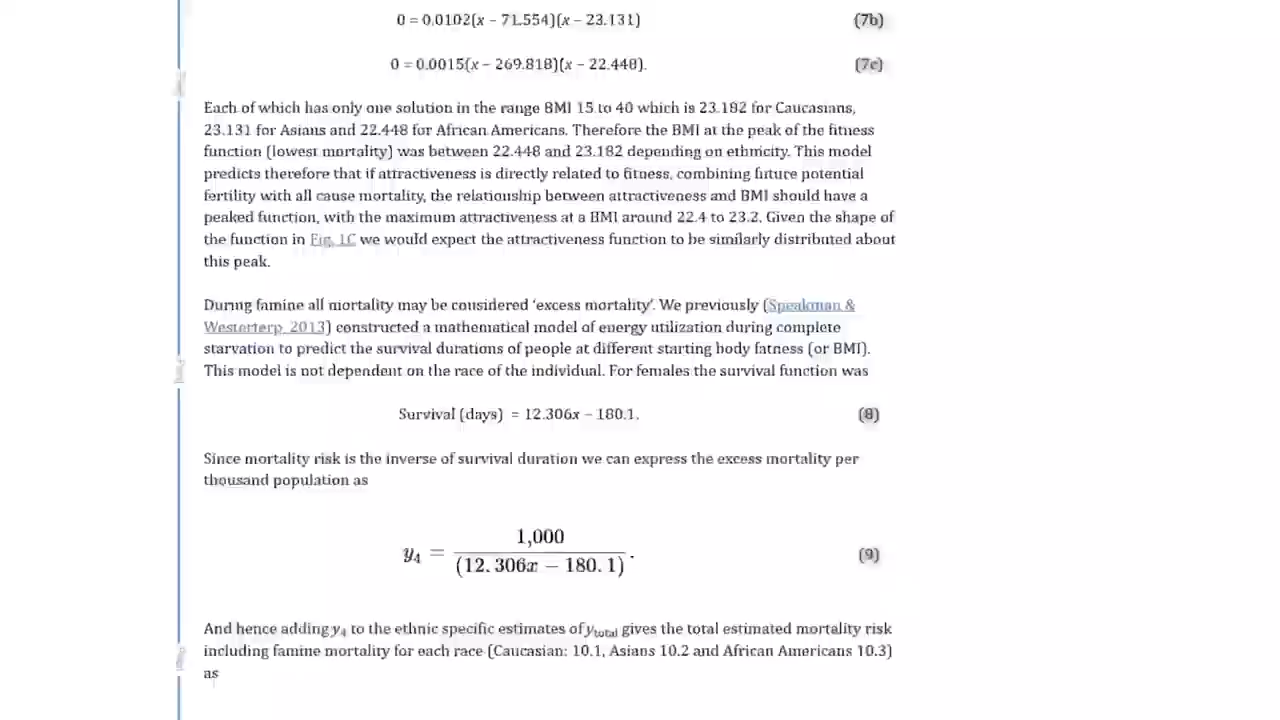 0 = 0.0102(x − 71.554)(x − 23.131) (7b)
0 = 0.0015(x − 269.818)(x − 22.448). (7c)
Each of which has only one solution in the range BMI 15 to 40 which is 23.182 for Caucasians,
23.131 for Asians and 22.448 for African Americans. Therefore the BMI at the peak of the fitness
function (lowest mortality) was between 22.448 and 23.182 depending on ethnicity. This model
predicts therefore that if attractiveness is directly related to fitness, combining future potential
fertility with all cause mortality, the relationship between attractiveness and BMI should have a
peaked function, with the maximum attractiveness at a BMI around 22.4 to 23.2. Given the shape of
the function in Fig. 1C we would expect the attractiveness function to be similarly distributed about
this peak.
During famine all mortality may be considered ‘excess mortality’. We previously (Speakman &
Westerterp, 2013) constructed a mathematical model of energy utilization during complete
starvation to predict the survival durations of people at different starting body fatness (or BMI).
This model is not dependent on the race of the individual. For females the survival function was
Survival (days) = 12.306x − 180.1. (8)
Since mortality risk is the inverse of survival duration we can express the excess mortality per
thousand population as
1,000
y4 = (12.306x − 180.1). (9)
And hence adding y4 to the ethnic specific estimates of ytotal gives the total estimated mortality risk
including famine mortality for each race (Caucasian: 10.1, Asians 10.2 and African Americans 10.3)
as